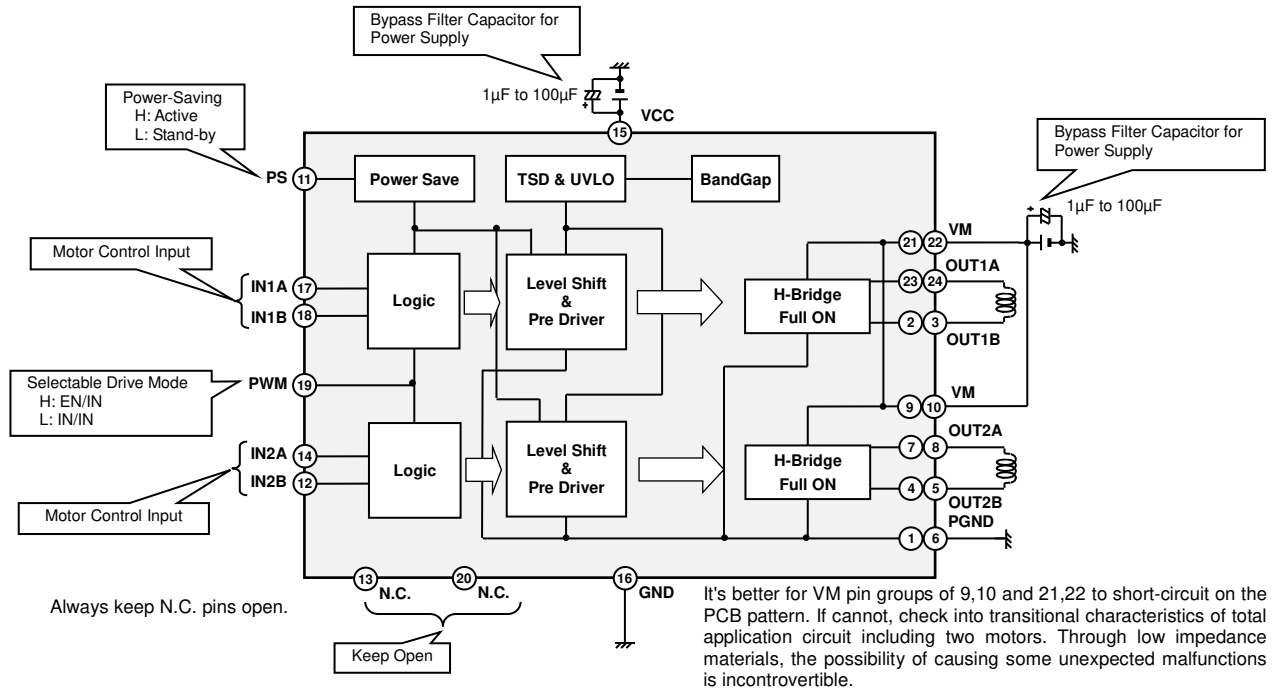 Bypass Filter Capacitor for
Power Supply
1µF to 100µF
VCC
15
Power-Saving
H: Active
L: Stand-by
Bypass Filter Capacitor for
Power Supply
1µF to 100µF
PS 11
Power Save
TSD & UVLO
BandGap
VM
21 22
Motor Control Input
IN1A 17
IN1B 18
Logic
Level Shift
&
Pre Driver
H-Bridge
Full ON
OUT1A
23 24
2 3
OUT1B
Selectable Drive Mode
H: EN/IN
L: IN/IN
PWM 19
VM
9 10
IN2A 14
IN2B 12
Motor Control Input
Logic
Level Shift
&
Pre Driver
H-Bridge
Full ON
OUT2A
7 8
4 5
OUT2B
PGND
1 6
13 N.C.
20 N.C.
16 GND
Always keep N.C. pins open.
Keep Open
It's better for VM pin groups of 9,10 and 21,22 to short-circuit on the
PCB pattern. If cannot, check into transitional characteristics of total
application circuit including two motors. Through low impedance
materials, the possibility of causing some unexpected malfunctions
is incontrovertible.
+
+